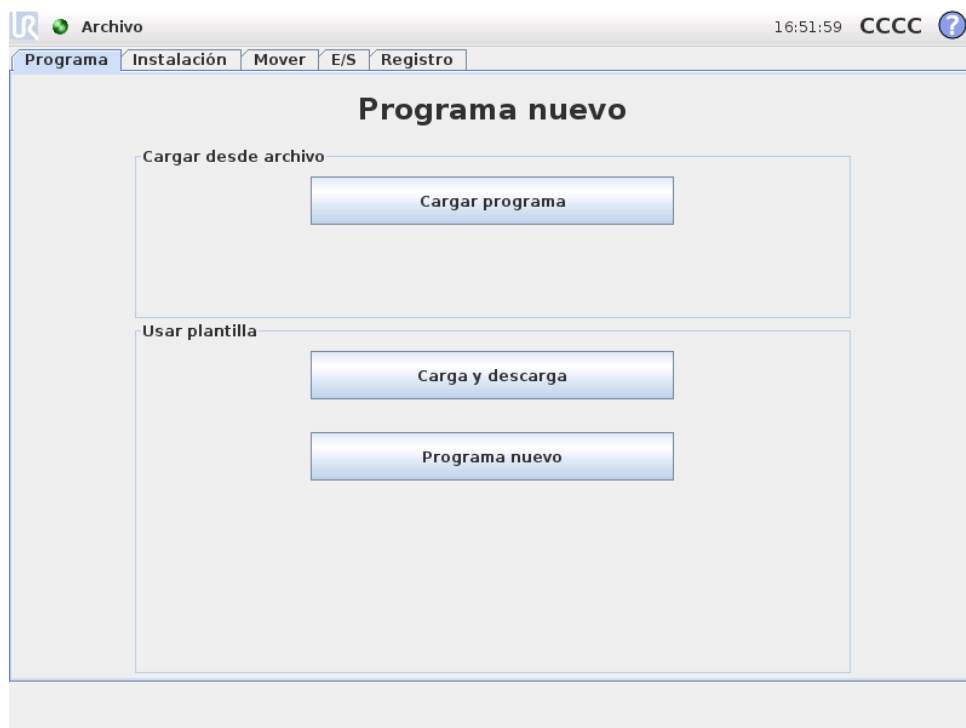 UR Archivo 16:51:59 CCCC ?
Programa Instalación Mover E/S Registro
Programa nuevo
Cargar desde archivo
Cargar programa
Usar plantilla
Carga y descarga
Programa nuevo